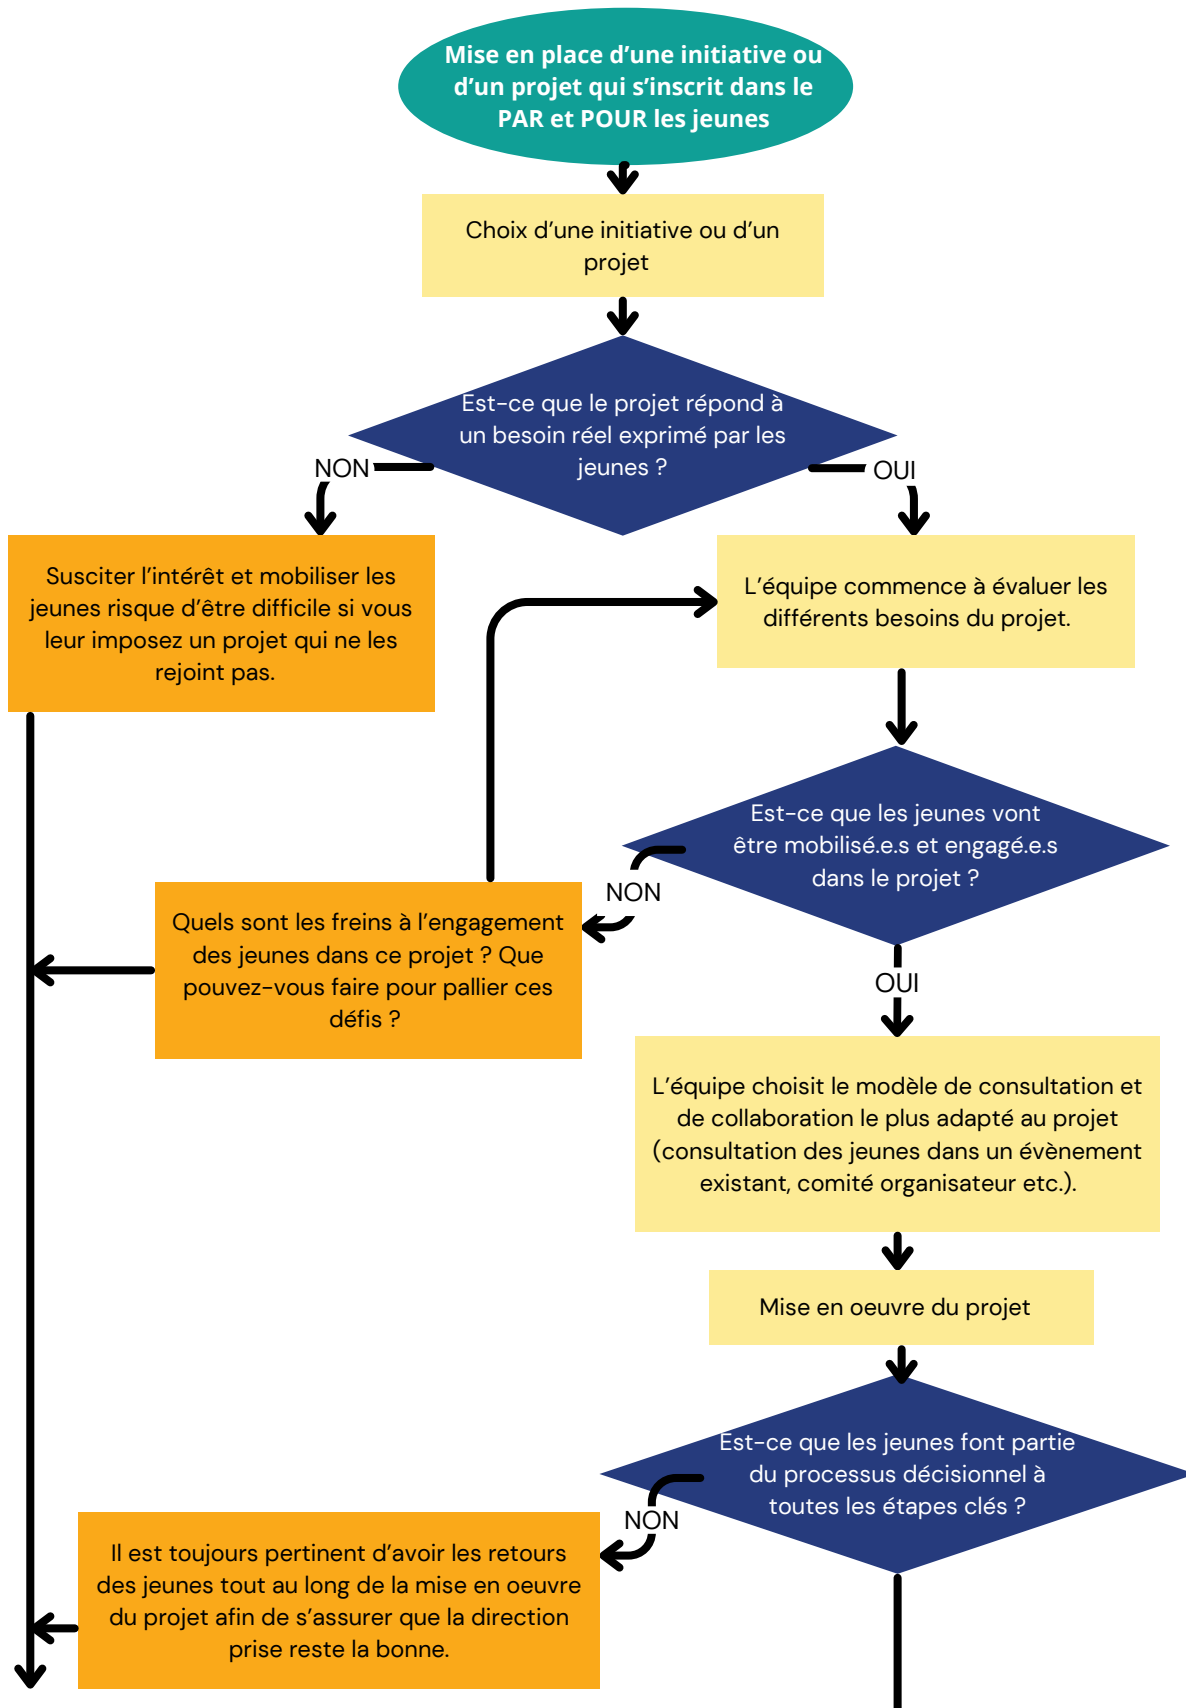 Mise en place d’une initiative ou
d’un projet qui s’inscrit dans le
PAR et POUR les jeunes
Choix d’une initiative ou d’un
projet
Est-ce que le projet répond à
un besoin réel exprimé par les
jeunes ?
NON
OUI
Susciter l’intérêt et mobiliser les
jeunes risque d’être difficile si vous
leur imposez un projet qui ne les
rejoint pas.
L’équipe commence à évaluer les
différents besoins du projet.
Est-ce que les jeunes vont
être mobilisé.e.s et engagé.e.s
dans le projet ?
NON
Quels sont les freins à l’engagement
des jeunes dans ce projet ? Que
pouvez-vous faire pour pallier ces
défis ?
OUI
L’équipe choisit le modèle de consultation et
de collaboration le plus adapté au projet
(consultation des jeunes dans un évènement
existant, comité organisateur etc.).
Mise en oeuvre du projet
Est-ce que les jeunes font partie
du processus décisionnel à
toutes les étapes clés ?
NON
Il est toujours pertinent d’avoir les retours
des jeunes tout au long de la mise en oeuvre
du projet afin de s’assurer que la direction
prise reste la bonne.